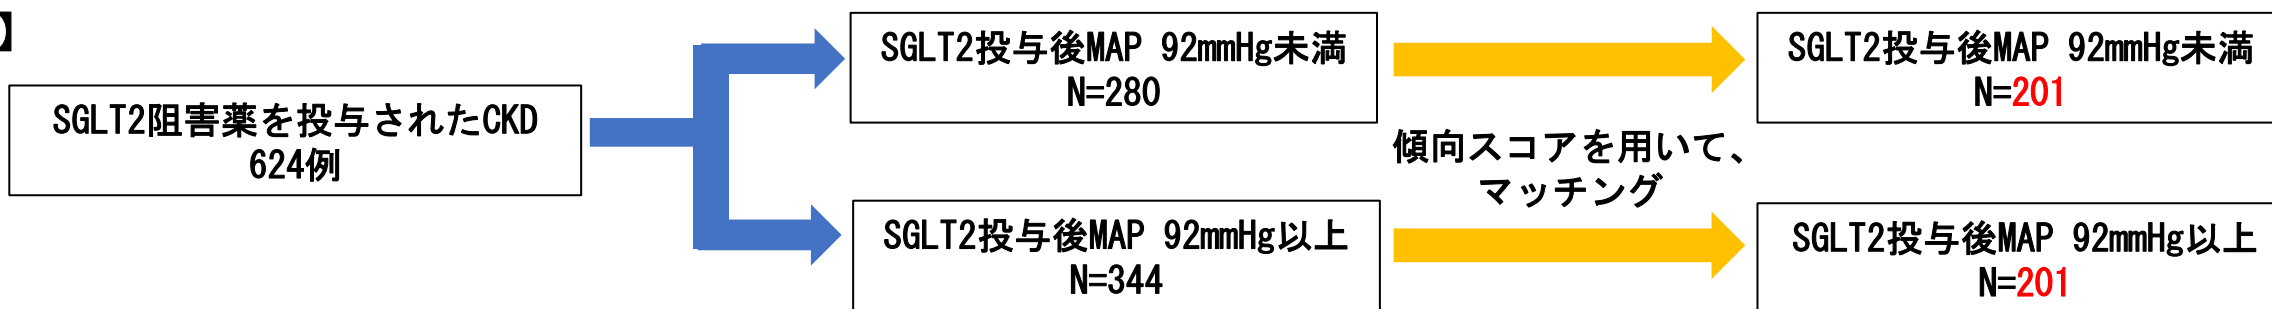 】
SGLT2阻害薬を投与されたCKD
624例
SGLT2投与後MAP 92mmHg未満
N=280
SGLT2投与後MAP 92mmHg以上
N=344
傾向スコアを用いて、
マッチング
SGLT2投与後MAP 92mmHg未満
N=201
SGLT2投与後MAP 92mmHg以上
N=201